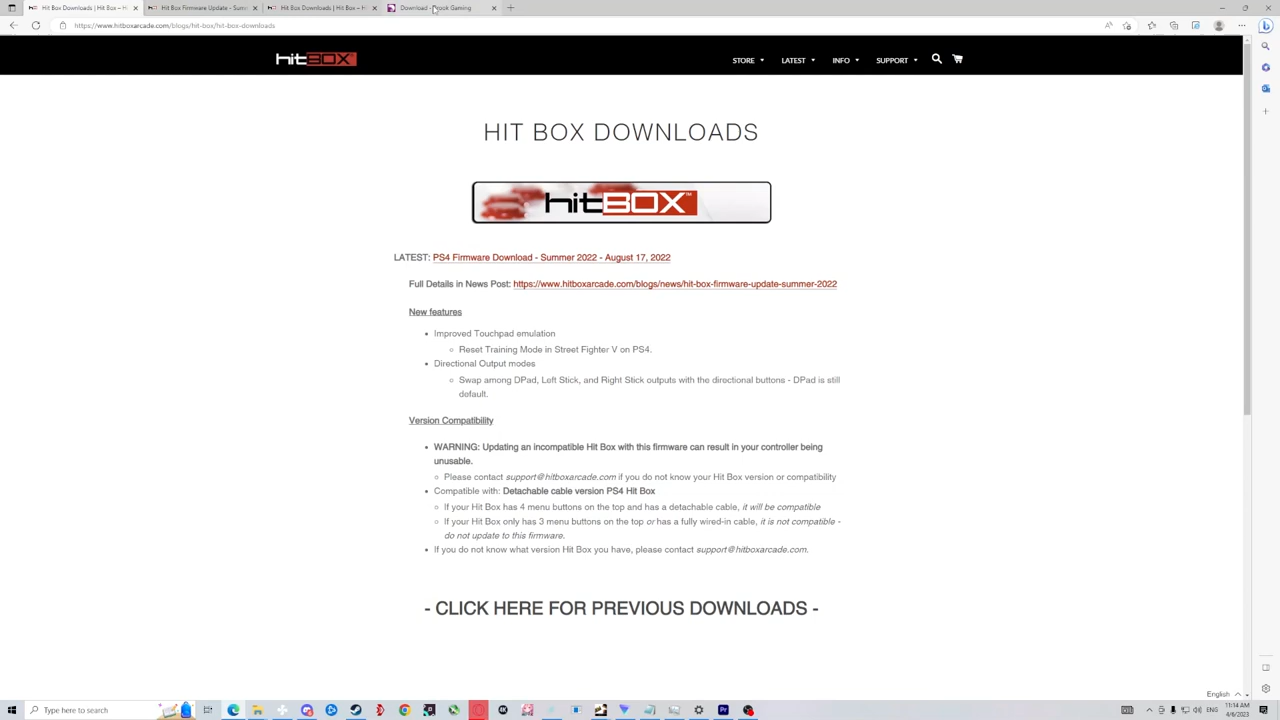 Hit Box Downloads | Hit Box
Hit Box Firmware Update - Summ
Hit Box Downloads | Hit Box
Download - Brook Gaming
https://www.hitboxarcade.com/blogs/hit-box/hit-box-downloads
hitBOX
STORE
LATEST
INFO
SUPPORT
HIT BOX DOWNLOADS
hitBOX™
LATEST: PS4 Firmware Download - Summer 2022 - August 17, 2022
Full Details in News Post: https://www.hitboxarcade.com/blogs/news/hit-box-firmware-update-summer-2022
New features
Improved Touchpad emulation
Reset Training Mode in Street Fighter V on PS4.
Directional Output modes
Swap among DPad, Left Stick, and Right Stick outputs with the directional buttons - DPad is still
default.
Version Compatibility
WARNING: Updating an incompatible Hit Box with this firmware can result in your controller being
unusable.
Please contact support@hitboxarcade.com if you do not know your Hit Box version or compatibility
Compatible with: Detachable cable version PS4 Hit Box
If your Hit Box has 4 menu buttons on the top and has a detachable cable, it will be compatible
If your Hit Box only has 3 menu buttons on the top or has a fully wired-in cable, it is not compatible -
do not update to this firmware.
If you do not know what version Hit Box you have, please contact support@hitboxarcade.com.
- CLICK HERE FOR PREVIOUS DOWNLOADS -
English
Type here to search
11:14 AM
4/6/2023